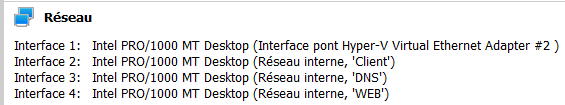 Réseau
Interface 1: Intel PRO/1000 MT Desktop (Interface pont Hyper-V Virtual Ethernet Adapter #2 )
Interface 2: Intel PRO/1000 MT Desktop (Réseau interne, 'Client')
Interface 3: Intel PRO/1000 MT Desktop (Réseau interne, 'DNS')
Interface 4: Intel PRO/1000 MT Desktop (Réseau interne, 'WEB')